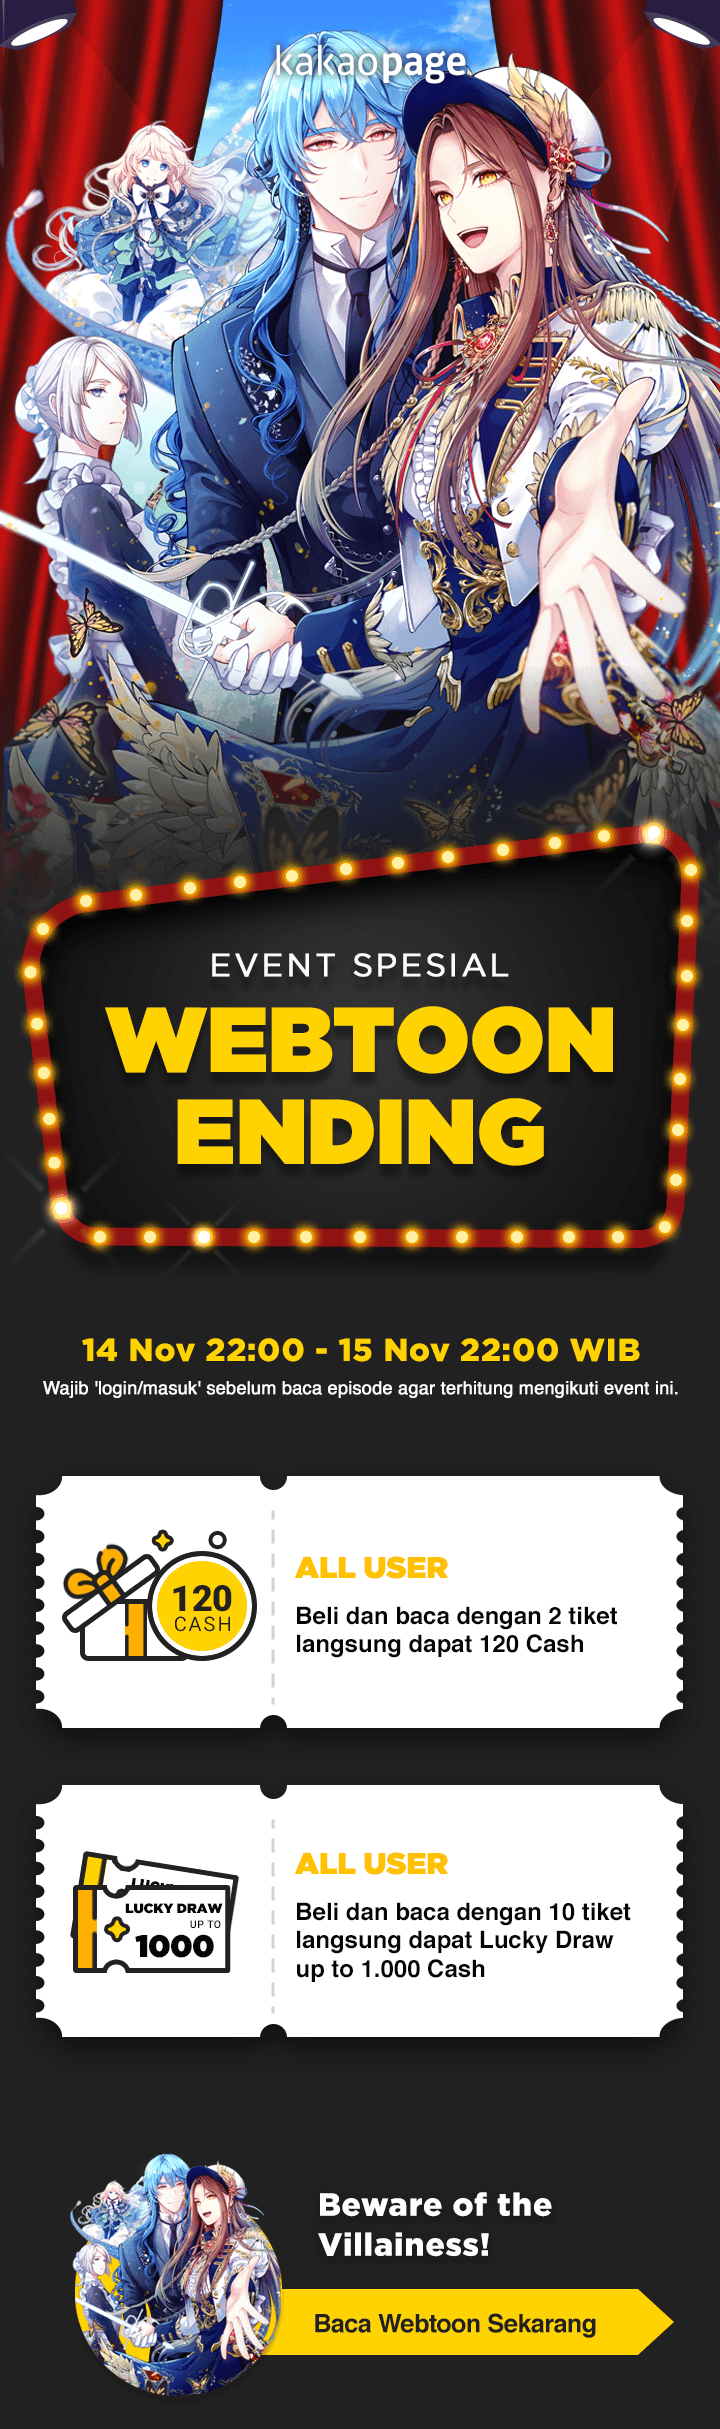 kakaopage
EVENT SPESIAL
WEBTOON
ENDING
14 Nov 22:00 - 15 Nov 22:00 WIB
Wajib 'login/masuk' sebelum baca episode agar terhitung mengikuti event ini.
120
CASH
ALL USER
Beli dan baca dengan 2 tiket
langsung dapat 120 Cash
LUCKY DRAW
UP TO
1000
ALL USER
Beli dan baca dengan 10 tiket
langsung dapat Lucky Draw
up to 1.000 Cash
Beware of the
Villainess!
Baca Webtoon Sekarang